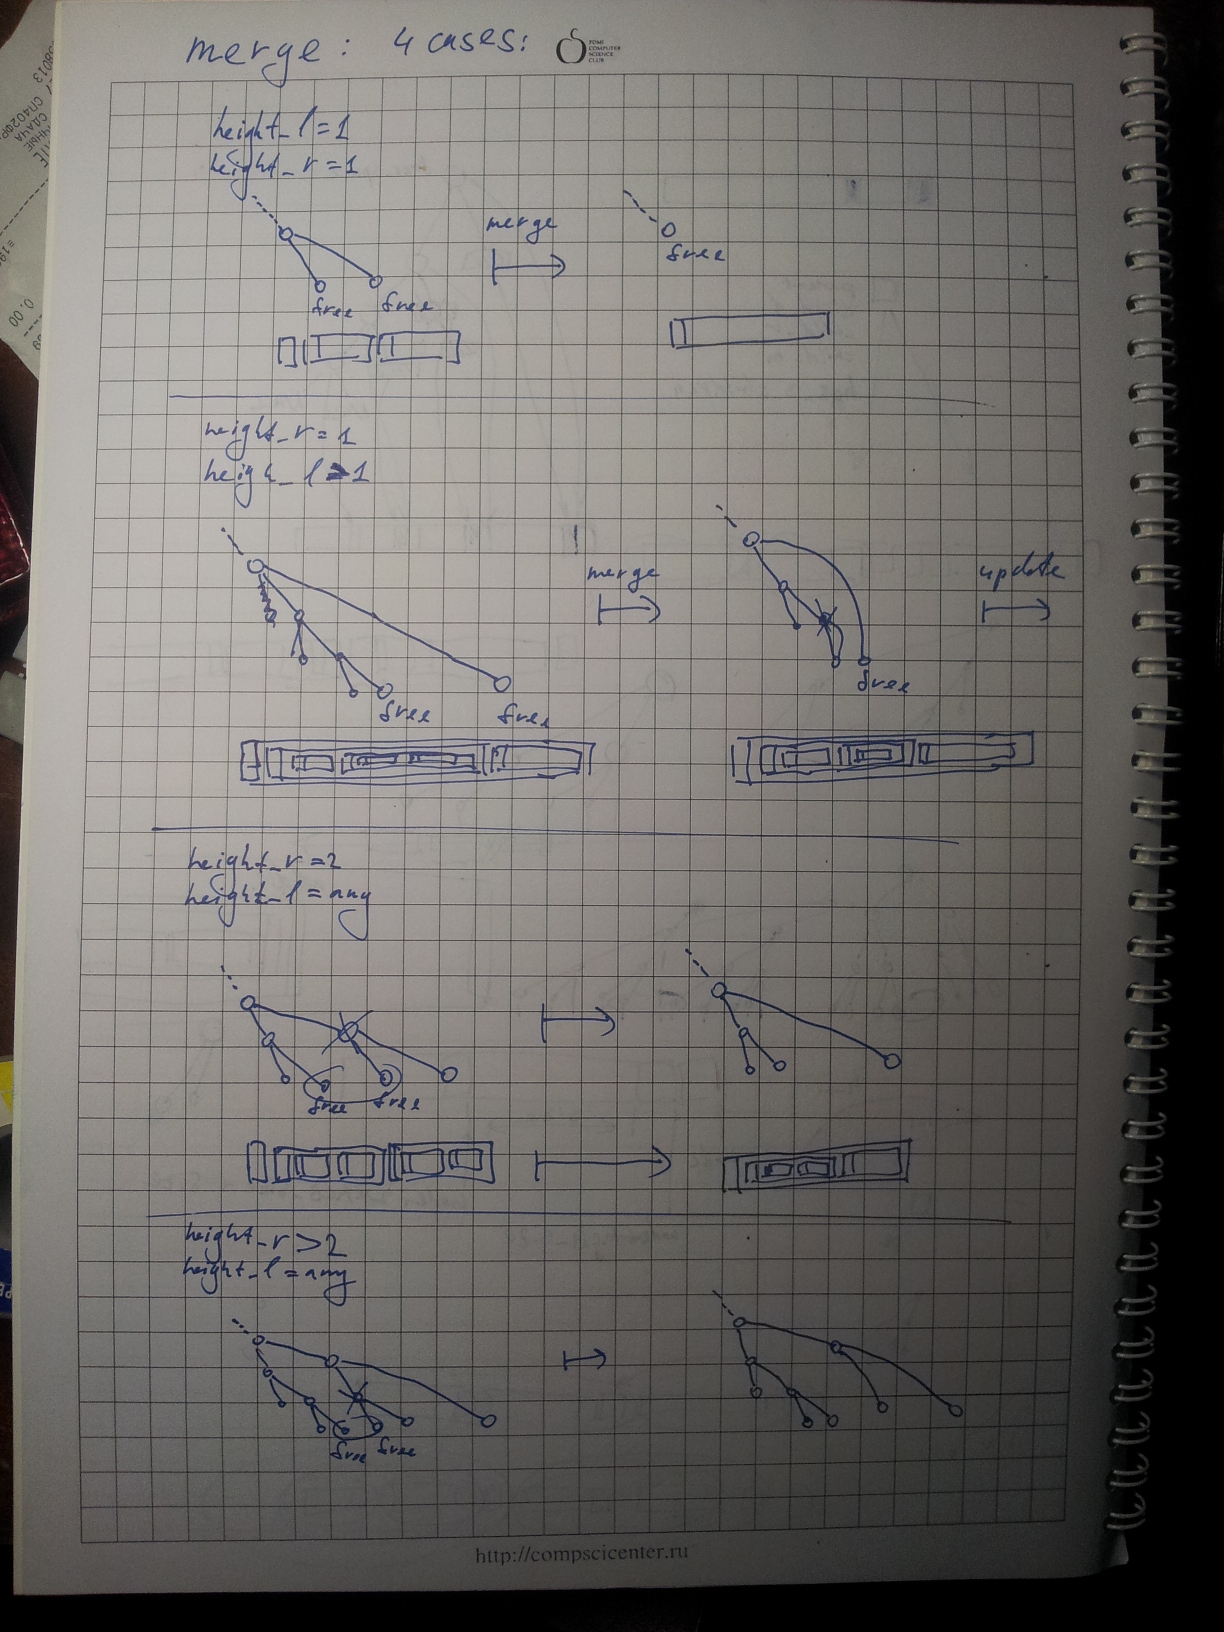 merge: 4 cases:
PDMI
COMPUTER
SCIENCE
CLUB
height_l=1
height_r=1
merge
free
free free
height_r=1
heigh_l>1
merge
update
free
free free
height_r=2
height_l=any
free free
height_r>2
height_l=any
free free
http://compscicenter.ru